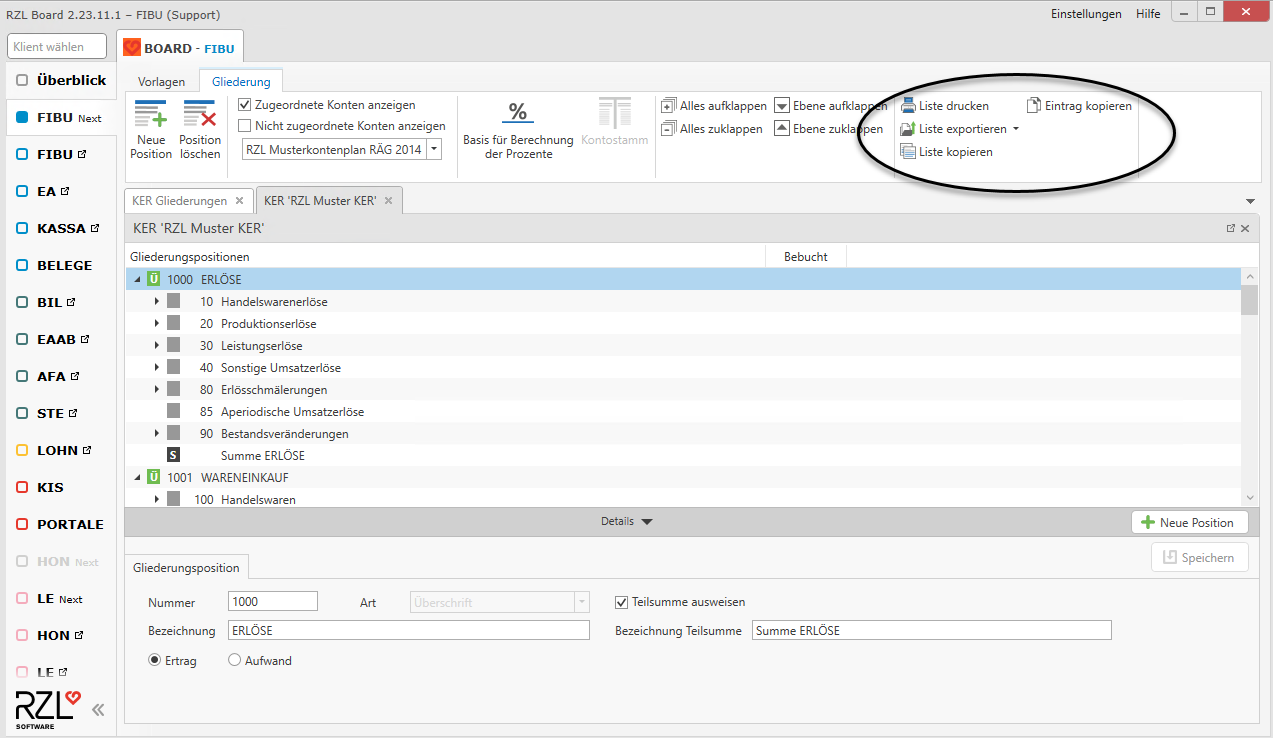 RZL Board 2.23.11.1 – FIBU (Support)
Einstellungen Hilfe
Klient wählen
BOARD - FIBU
Überblick
FIBU Next
FIBU
EA
KASSA
BELEGE
BIL
EAAB
AFA
STE
LOHN
KIS
PORTALE
HON Next
LE Next
HON
LE
RZL
SOFTWARE
Vorlagen Gliederung
Neue Position
Position löschen
Zugeordnete Konten anzeigen
Nicht zugeordnete Konten anzeigen
RZL Musterkontenplan RÄG 2014
%
Basis für Berechnung
der Prozente
Kontostamm
Alles aufklappen Ebene aufklappen
Alles zuklappen Ebene zuklappen
Liste drucken Eintrag kopieren
Liste exportieren
Liste kopieren
KER Gliederungen KER 'RZL Muster KER'
KER 'RZL Muster KER'
Gliederungspositionen Bebucht
Ü 1000 ERLÖSE
10 Handelswarenerlöse
20 Produktionserlöse
30 Leistungserlöse
40 Sonstige Umsatzerlöse
80 Erlösschmälerungen
85 Aperiodische Umsatzerlöse
90 Bestandsveränderungen
S Summe ERLÖSE
Ü 1001 WARENEINKAUF
100 Handelswaren
Details Neue Position
Gliederungsposition Speichern
Nummer 1000 Art Überschrift Teilsumme ausweisen
Bezeichnung ERLÖSE Bezeichnung Teilsumme Summe ERLÖSE
Ertrag Aufwand